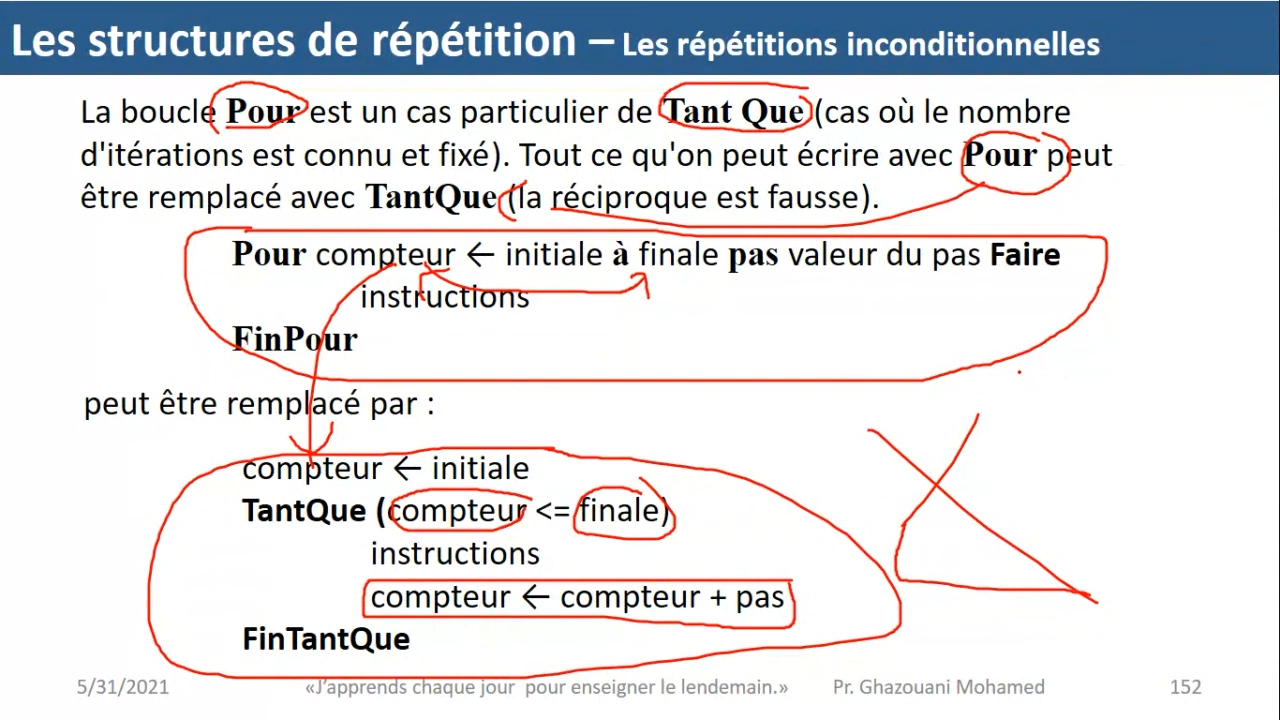 Les structures de répétition – Les répétitions inconditionnelles
La boucle Pour est un cas particulier de Tant Que (cas où le nombre
d'itérations est connu et fixé). Tout ce qu'on peut écrire avec Pour peut
être remplacé avec TantQue (la réciproque est fausse).
Pour compteur ← initiale à finale pas valeur du pas Faire
instructions
FinPour
peut être remplacé par :
compteur ← initiale
TantQue (compteur <= finale)
instructions
compteur ← compteur + pas
FinTantQue
5/31/2021 «J'apprends chaque jour pour enseigner le lendemain.» Pr. Ghazouani Mohamed 152